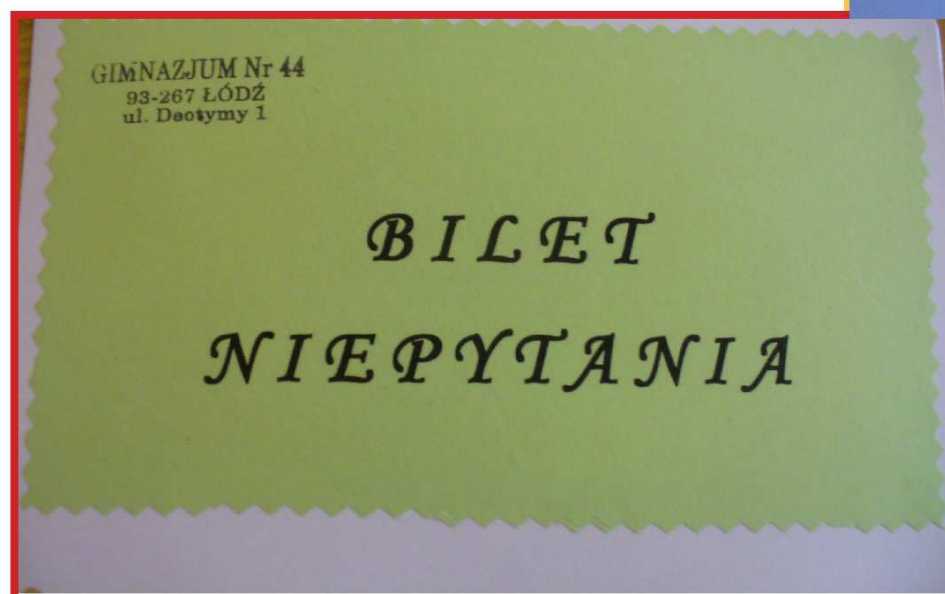 GIMNAZJUM Nr 44
93-267 ŁÓDŹ
ul. Deotymy 1
BILET
NIEPYTANIA